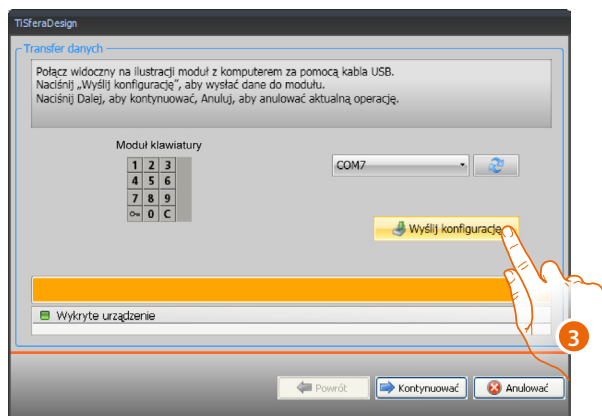 TiSferaDesign
Transfer danych
Połącz widoczny na ilustracji moduł z komputerem za pomocą kabla USB.
Naciśnij „Wyślij konfigurację”, aby wysłać dane do modułu.
Naciśnij Dalej, aby kontynuować, Anuluj, aby anulować aktualną operację.
Moduł klawiatury
1 2 3
4 5 6
7 8 9
0 C
COM7
Wyślij konfigurację
Wykryte urządzenie
3
Powrót
Kontynuować
Anulować